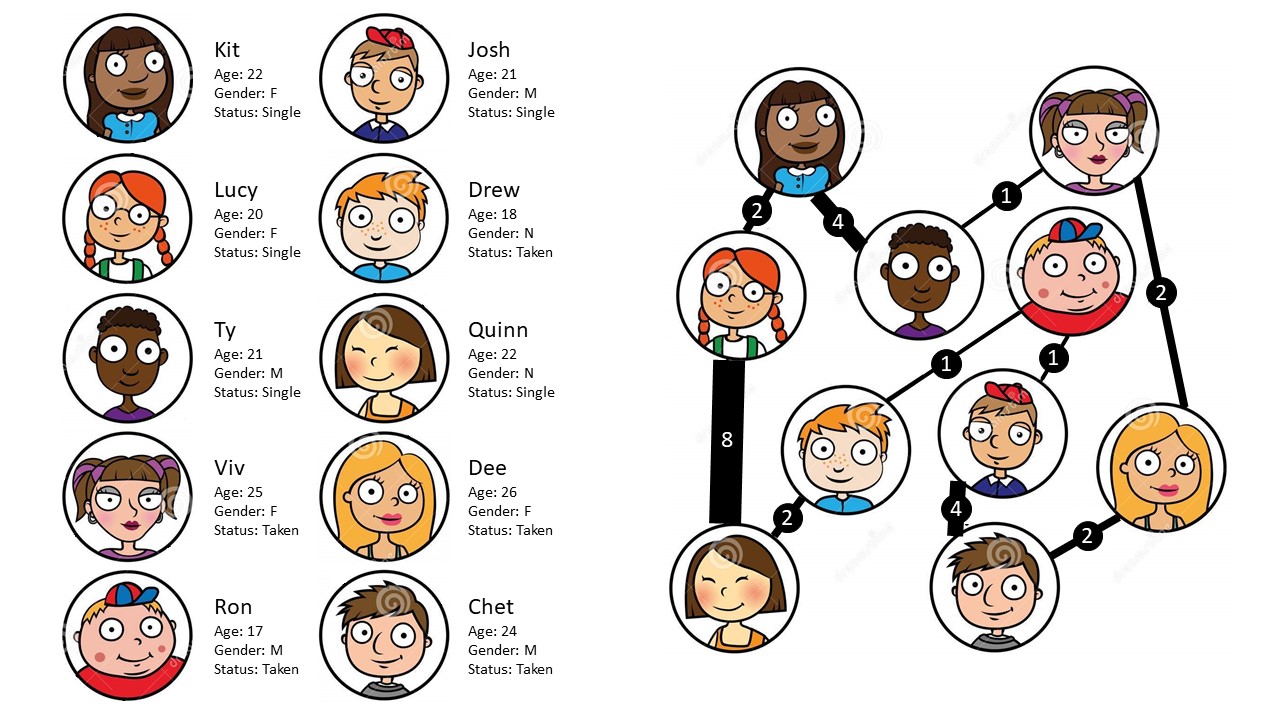 Kit
Age: 22
Gender: F
Status: Single
Josh
Age: 21
Gender: M
Status: Single
Lucy
Age: 20
Gender: F
Status: Single
Drew
Age: 18
Gender: N
Status: Taken
Ty
Age: 21
Gender: M
Status: Single
Quinn
Age: 22
Gender: N
Status: Single
Viv
Age: 25
Gender: F
Status: Taken
Dee
Age: 26
Gender: F
Status: Taken
Ron
Age: 17
Gender: M
Status: Taken
Chet
Age: 24
Gender: M
Status: Taken
1
2
4
2
1
1
8
4
2
2